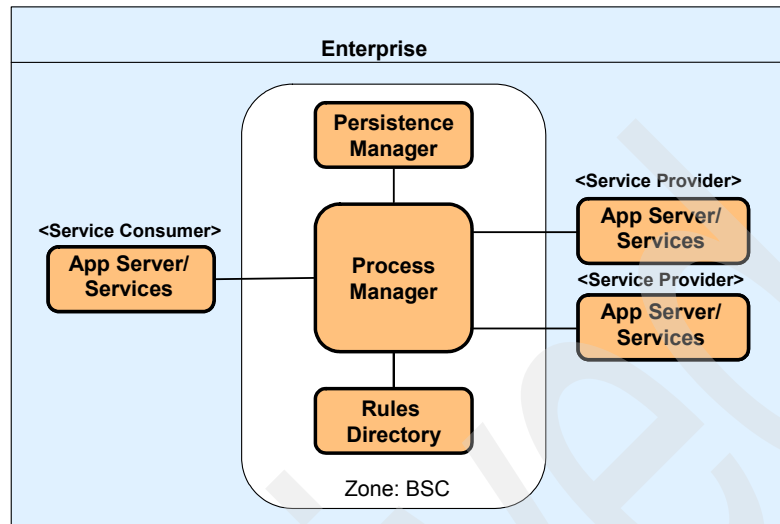 Enterprise
Persistence
Manager
<Service Consumer>
App Server/
Services
Process
Manager
<Service Provider>
App Server/
Services
<Service Provider>
App Server/
Services
Rules
Directory
Zone: BSC